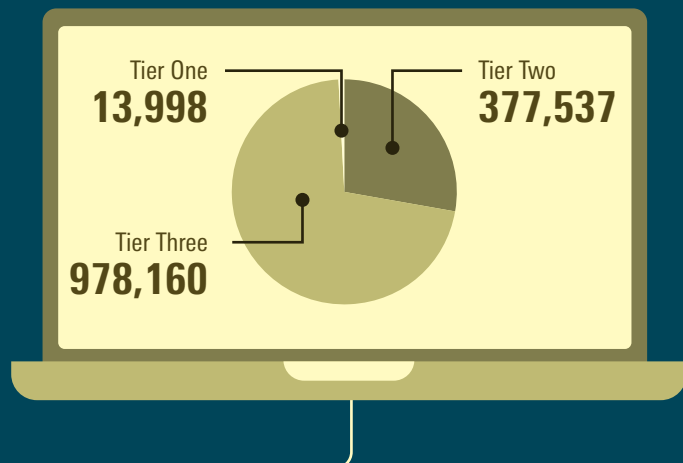 Tier One
13,998
Tier Two
377,537
Tier Three
978,160